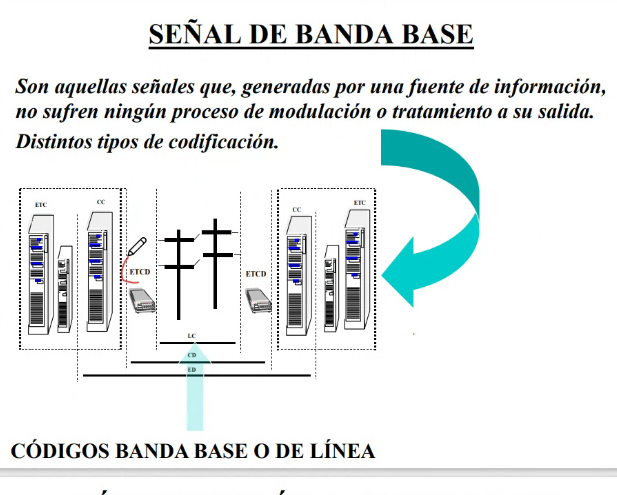 SEÑAL DE BANDA BASE
Son aquellas señales que, generadas por una fuente de información,
no sufren ningún proceso de modulación o tratamiento a su salida.
Distintos tipos de codificación.
ETC
CC
CC
ETC
ETCD
ETCD
LC
CD
ED
CÓDIGOS BANDA BASE O DE LÍNEA